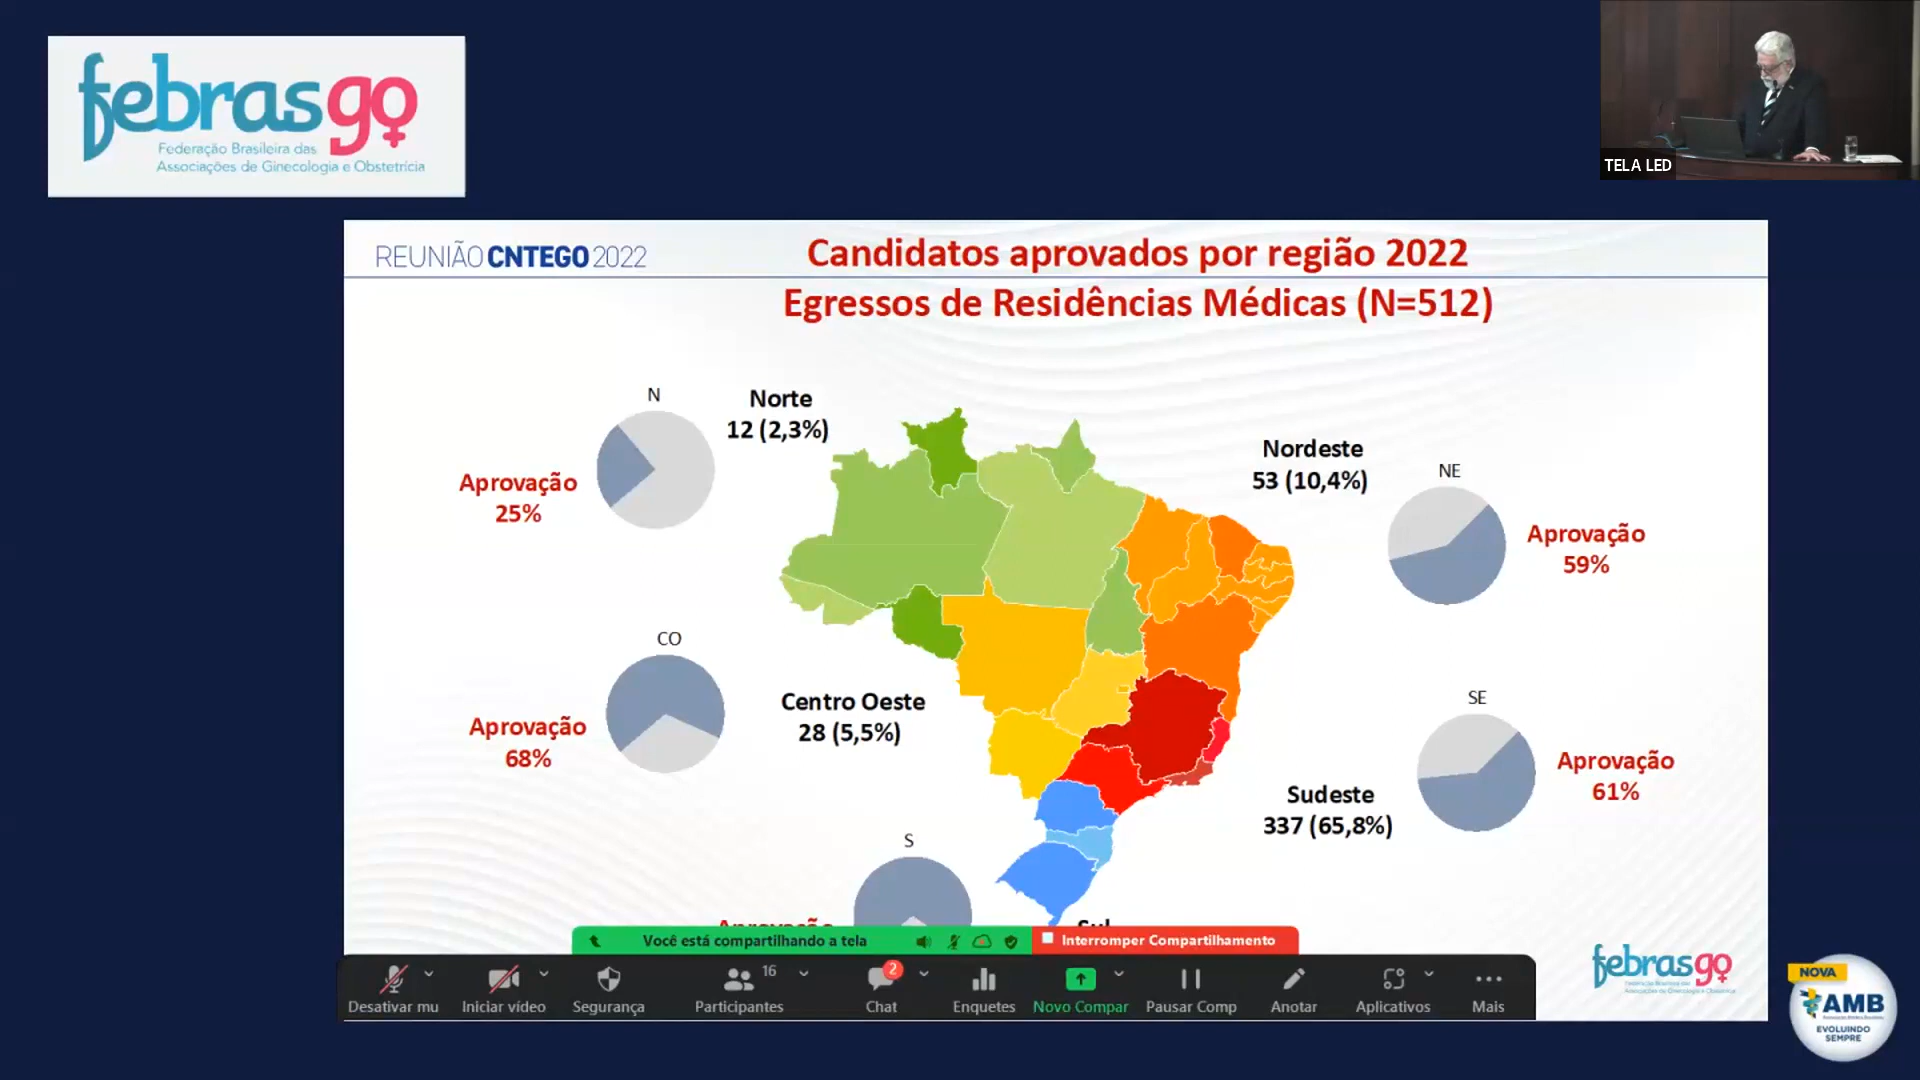 febrasgo
Federação Brasileira das
Associações de Ginecologia e Obstetrícia
TELA LED
REUNIÃO CNTEGO 2022
Candidatos aprovados por região 2022
Egressos de Residências Médicas (N=512)
N
Norte
12 (2,3%)
Aprovação
25%
Nordeste
53 (10,4%)
NE
Aprovação
59%
CO
Centro Oeste
28 (5,5%)
Aprovação
68%
SE
Sudeste
337 (65,8%)
Aprovação
61%
S
Aprovação
Sul
Você está compartilhando a tela
Interromper Compartilhamento
Desativar mu
Iniciar vídeo
Segurança
16
Participantes
2
Chat
Enquetes
Novo Compar
Pausar Comp
Anotar
Aplicativos
Mais
febrasgo
NOVA
AMB
EVOLUINDO
SEMPRE